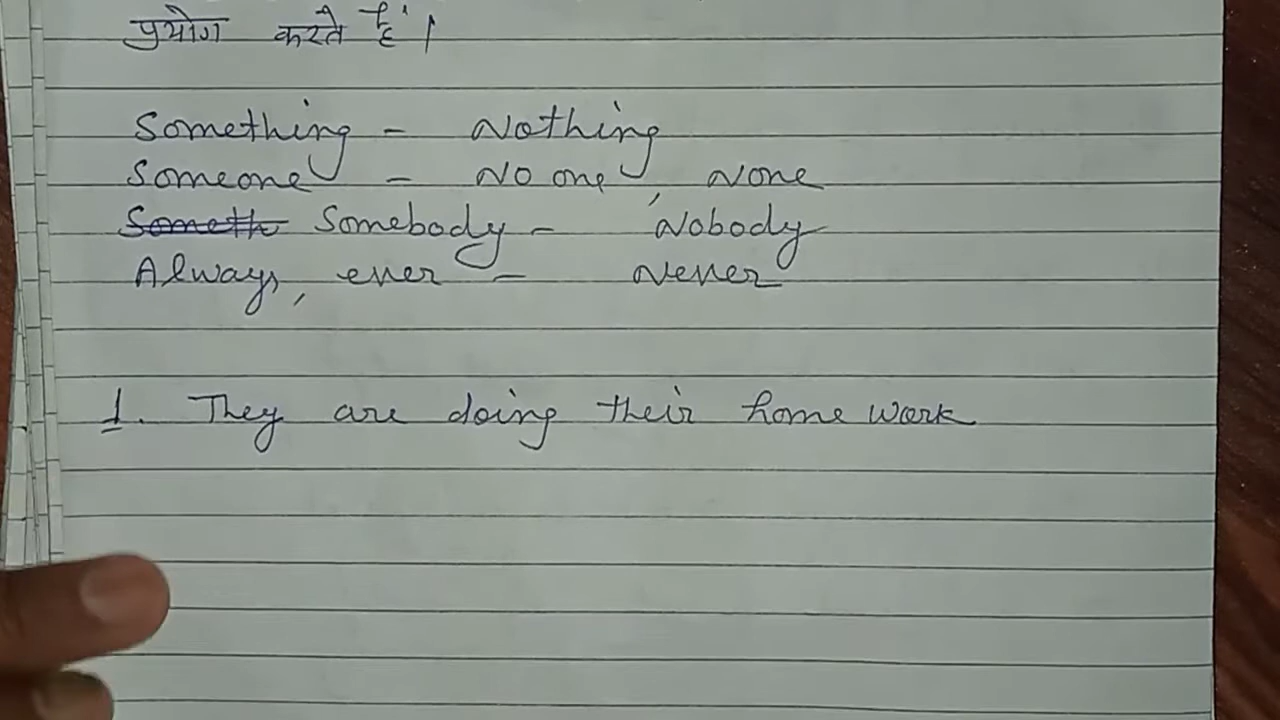 प्रयोग करते हैं।
Something - Nothing
Someone - No one, None
Someth Somebody - Nobody
Always, ever - Never
1. They are doing their home work